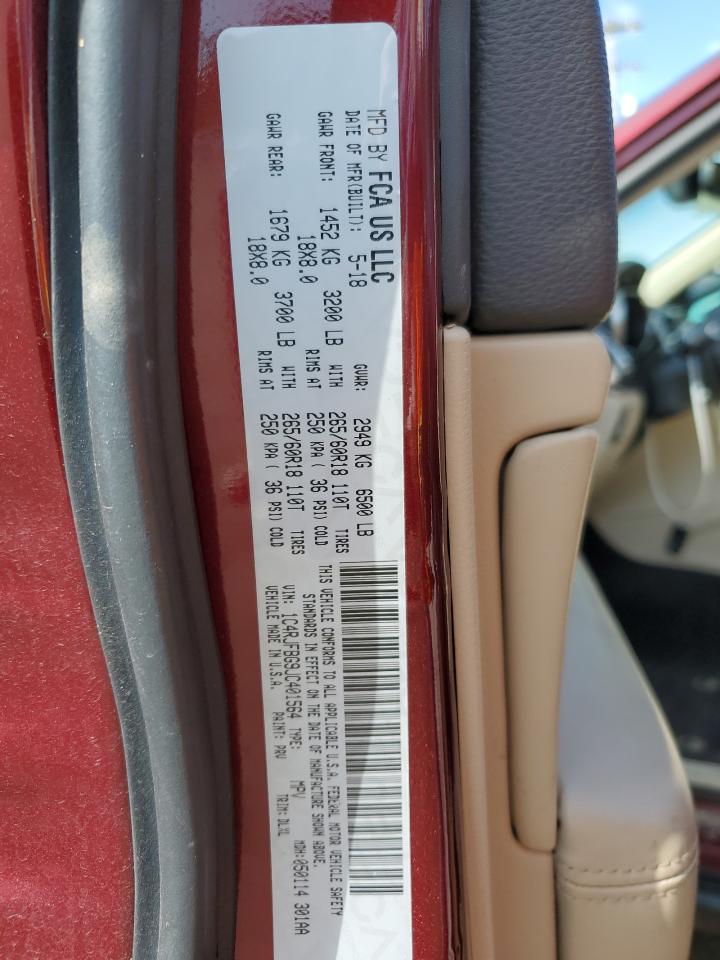 MFD BY FCA US LLC
DATE OF MFR(BUILT): 5-18 GVWR: 2949 KG 6500 LB
GAWR FRONT: 1452 KG 3200 LB WITH 265/60R18 110T TIRES
18X8.0 RIMS AT 250 KPA ( 36 PSI) COLD
GAWR REAR: 1679 KG 3700 LB WITH 265/60R18 110T TIRES
18X8.0 RIMS AT 250 KPA ( 36 PSI) COLD
THIS VEHICLE CONFORMS TO ALL APPLICABLE U.S.A. FEDERAL MOTOR VEHICLE SAFETY
STANDARDS IN EFFECT ON THE DATE OF MANUFACTURE SHOWN ABOVE.
VIN: 1C4RJFBG9JC401564 TYPE: MPV MDH:050114 301AA
VEHICLE MADE IN U.S.A. PAINT: PRV TRIM:DLXL